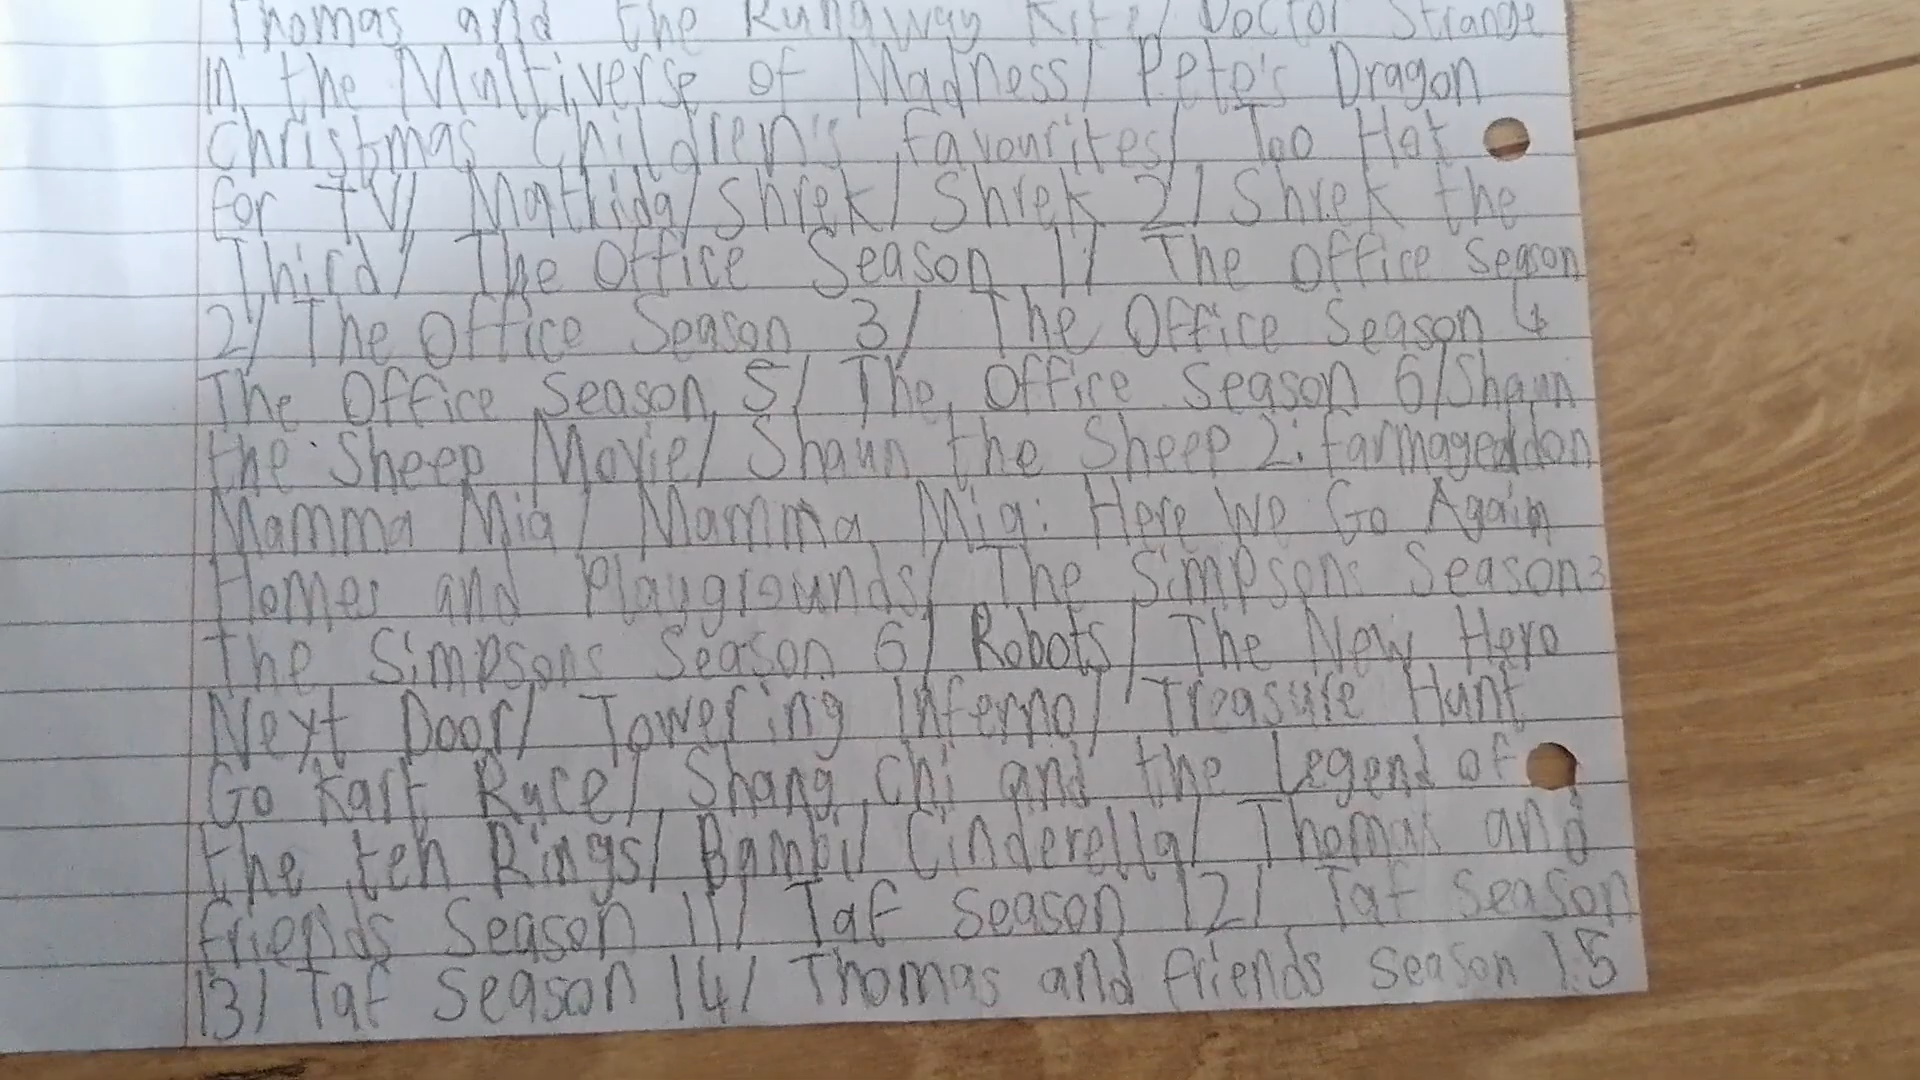 Thomas and the Runaway Kite/ Doctor Strange
in the Multiverse of Madness/ Pete's Dragon
Christmas Children's favourites/ Too Hot
for TV/ Mathilda/ Shrek/ Shrek 2/ Shrek the
Third/ The Office Season 1/ The Office Season
2/ The Office Season 3/ The Office Season 4
The Office Season 5/ The Office Season 6/ Shaun
the Sheep Movie/ Shaun the Sheep 2: farmageddon
Mamma Mia/ Mamma Mia: Here We Go Again
Homes and Playgrounds/ The Simpsons Season 3
The Simpsons Season 6/ Robots/ The New Hero
Next Door/ Towering Inferno/ Treasure Hunt
Go Kart Race/ Shang chi and the Legend of
the ten Rings/ Bambi/ Cinderella/ Thomas and
friends Season 11/ Taf Season 12/ Taf Season
13/ Taf Season 14/ Thomas and friends Season 15